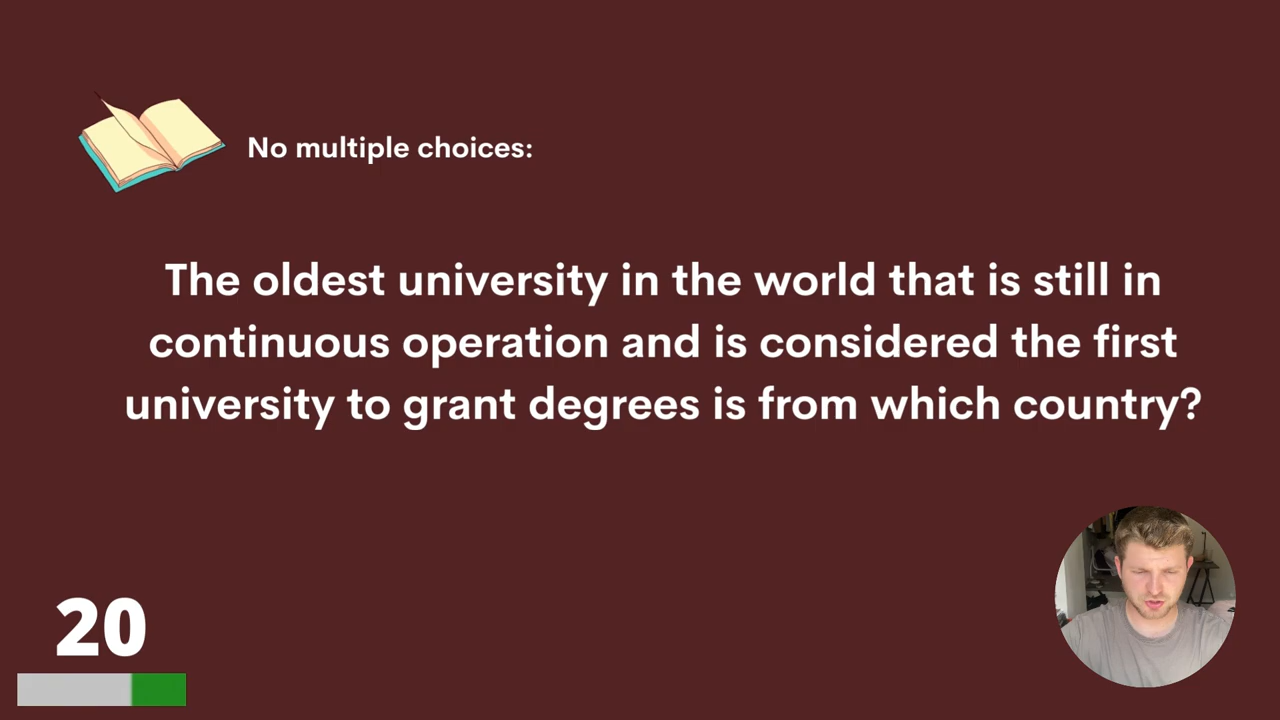 No multiple choices:
The oldest university in the world that is still in
continuous operation and is considered the first
university to grant degrees is from which country?
20